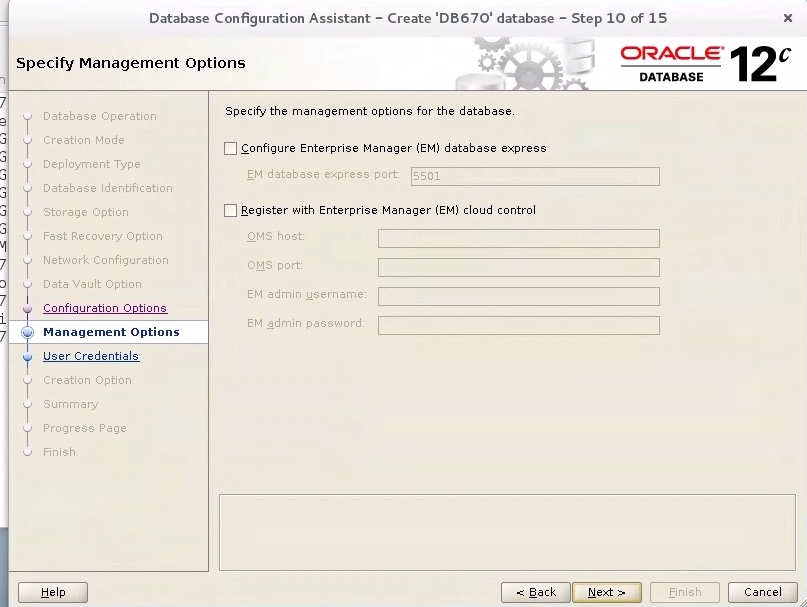 Database Configuration Assistant – Create 'DB670' database – Step 10 of 15
Specify Management Options
ORACLE
DATABASE
12c
Database Operation
Creation Mode
Deployment Type
Database Identification
Storage Option
Fast Recovery Option
Network Configuration
Data Vault Option
Configuration Options
Management Options
User Credentials
Creation Option
Summary
Progress Page
Finish
Specify the management options for the database.
Configure Enterprise Manager (EM) database express
EM database express port: 5501
Register with Enterprise Manager (EM) cloud control
OMS host:
OMS port:
EM admin username:
EM admin password:
Help
< Back
Next >
Finish
Cancel